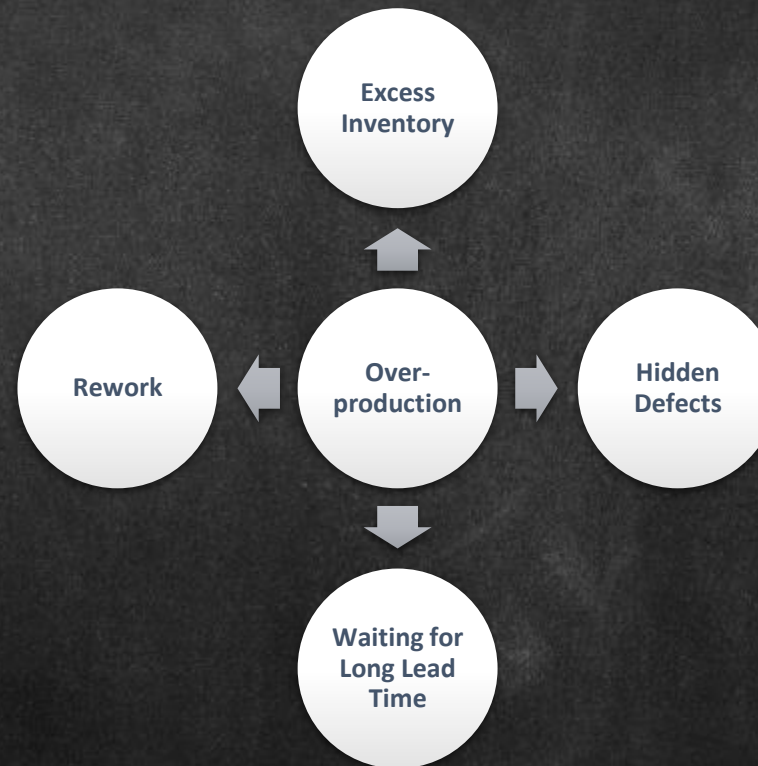 Excess
Inventory
Rework
Over-
production
Hidden
Defects
Waiting for
Long Lead
Time